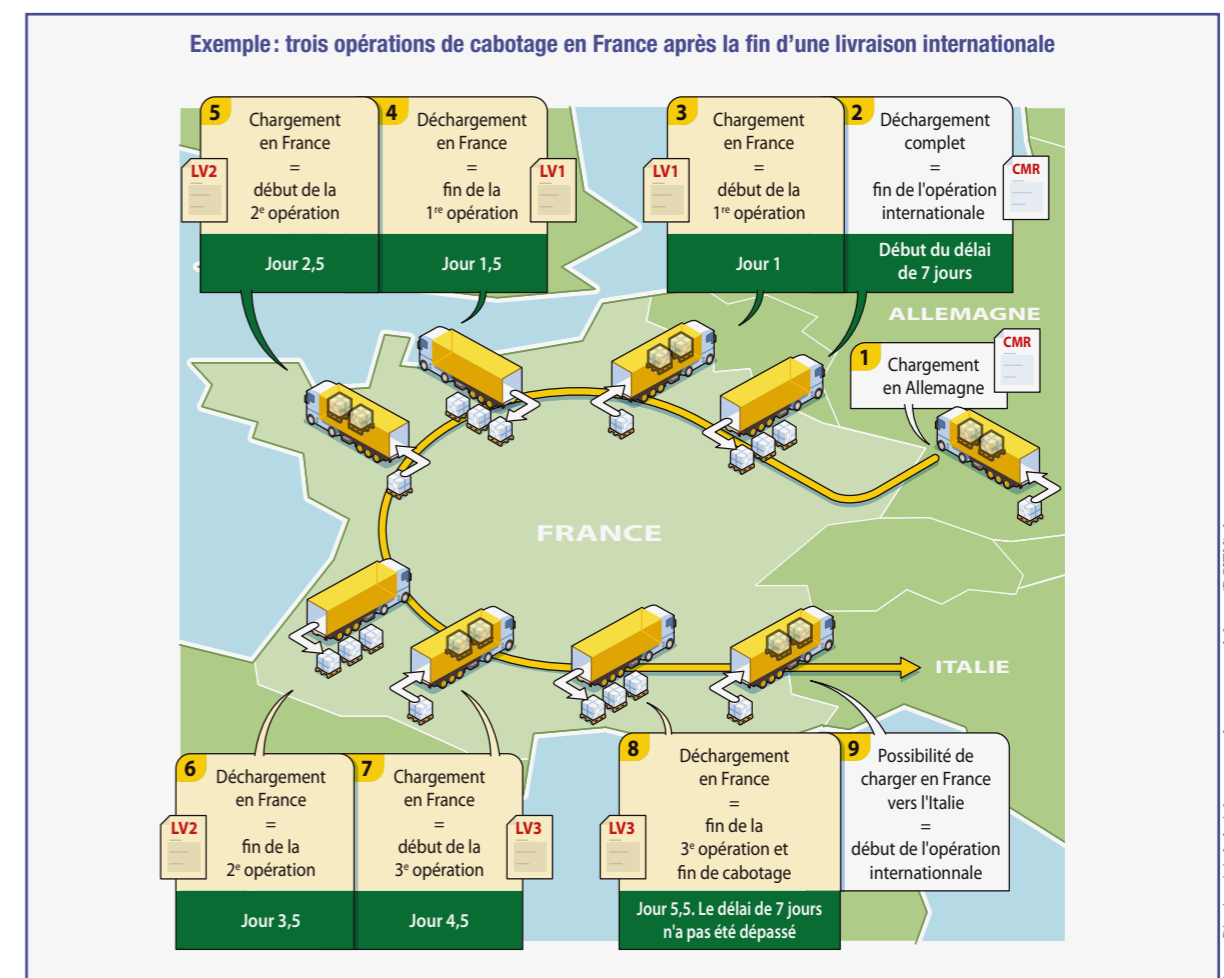 Exemple : trois opérations de cabotage en France après la fin d'une livraison internationale
5
Chargement
en France
=
début de la
2e opération
LV2
Jour 2,5
4
Déchargement
en France
=
fin de la
1re opération
LV1
Jour 1,5
3
Chargement
en France
=
début de la
1re opération
LV1
Jour 1
2
Déchargement
complet
=
fin de l'opération
internationale
CMR
Début du délai
de 7 jours
ALLEMAGNE
1
Chargement
en Allemagne
CMR
FRANCE
ITALIE
6
Déchargement
en France
=
fin de la
2e opération
LV2
Jour 3,5
7
Chargement
en France
=
début de la
3e opération
LV3
Jour 4,5
8
Déchargement
en France
=
fin de la
3e opération et
fin de cabotage
LV3
Jour 5,5. Le délai de 7 jours
n'a pas été dépassé
9
Possibilité de
charger en France
vers l'Italie
=
début de l'opération
internationnale